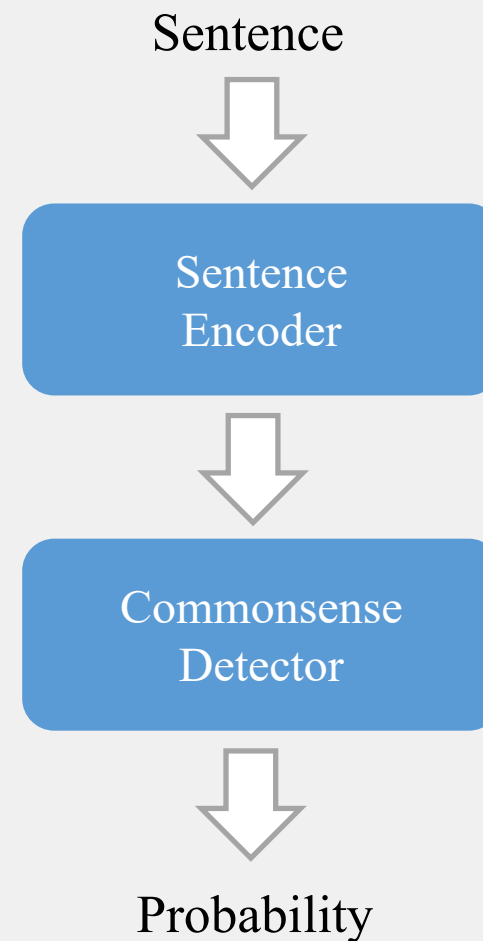 Sentence
Sentence
Encoder
Commonsense
Detector
Probability